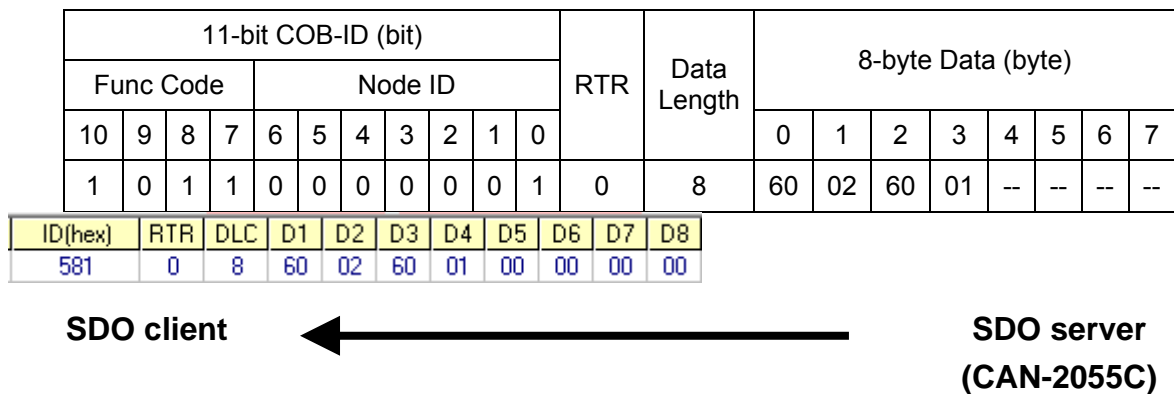 11-bit COB-ID (bit) RTR Data Length 8-byte Data (byte)
Func Code Node ID
10 9 8 7 6 5 4 3 2 1 0 0 1 2 3 4 5 6 7
1 0 1 1 0 0 0 0 0 0 1 0 8 60 02 60 01 -- -- -- --
ID(hex) RTR DLC D1 D2 D3 D4 D5 D6 D7 D8
581 0 8 60 02 60 01 00 00 00 00
SDO client SDO server
(CAN-2055C)